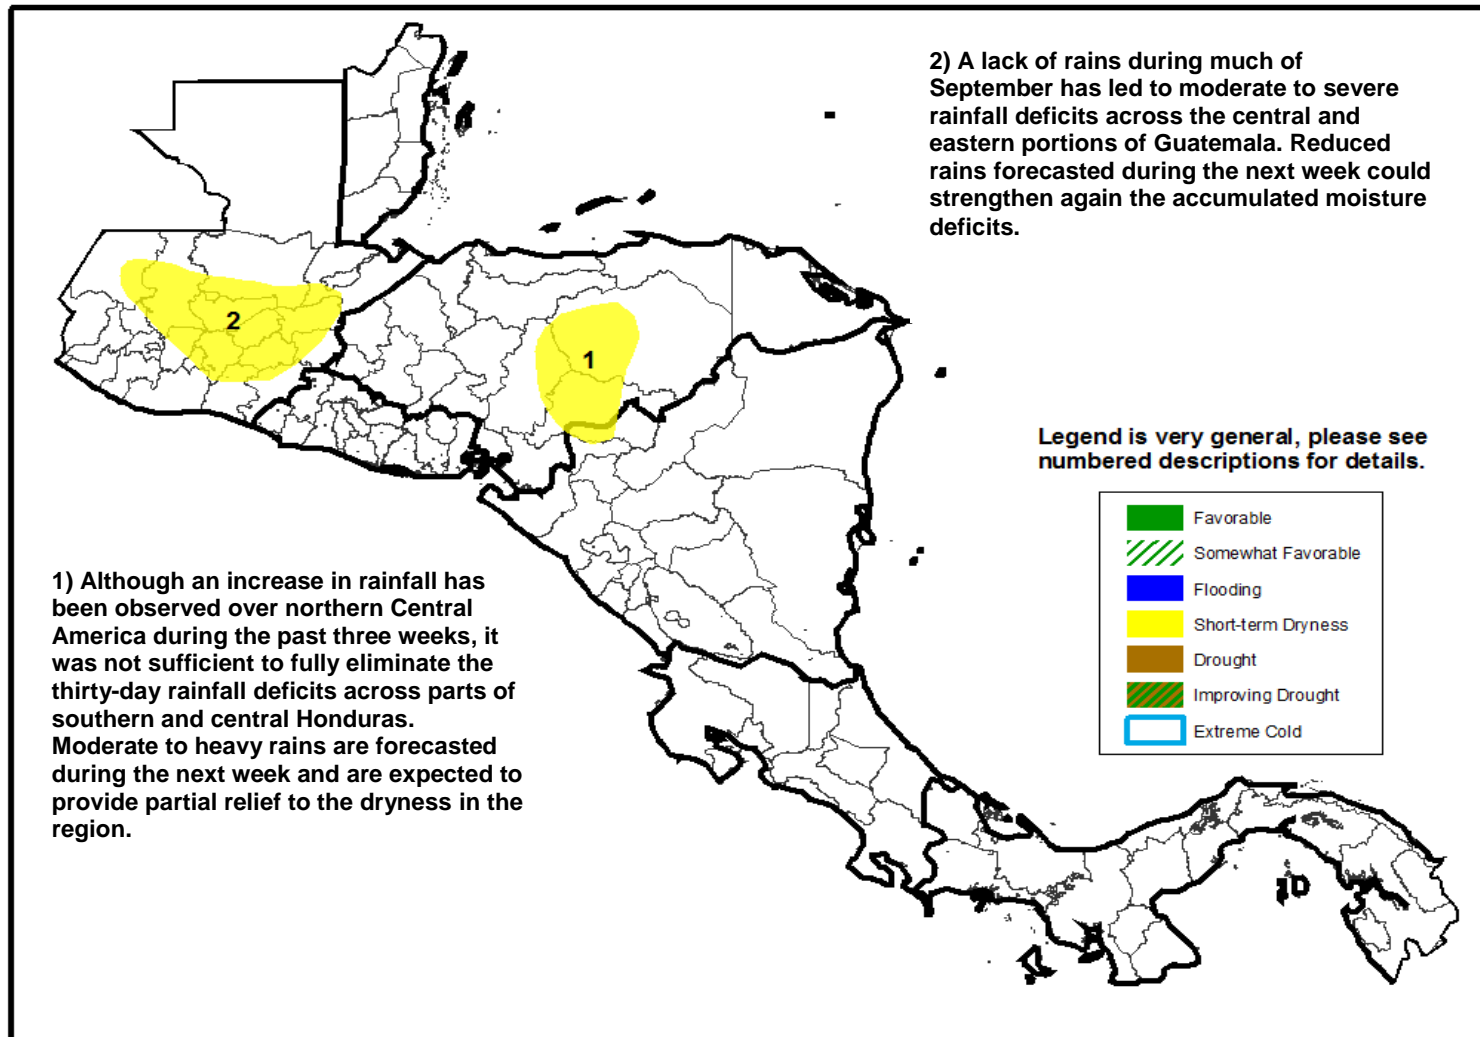 2) A lack of rains during much of
September has led to moderate to severe
rainfall deficits across the central and
eastern portions of Guatemala. Reduced
rains forecasted during the next week could
strengthen again the accumulated moisture
deficits.
2
1
Legend is very general, please see
numbered descriptions for details.
Favorable
Somewhat Favorable
Flooding
Short-term Dryness
Drought
Improving Drought
Extreme Cold
1) Although an increase in rainfall has
been observed over northern Central
America during the past three weeks, it
was not sufficient to fully eliminate the
thirty-day rainfall deficits across parts of
southern and central Honduras.
Moderate to heavy rains are forecasted
during the next week and are expected to
provide partial relief to the dryness in the
region.